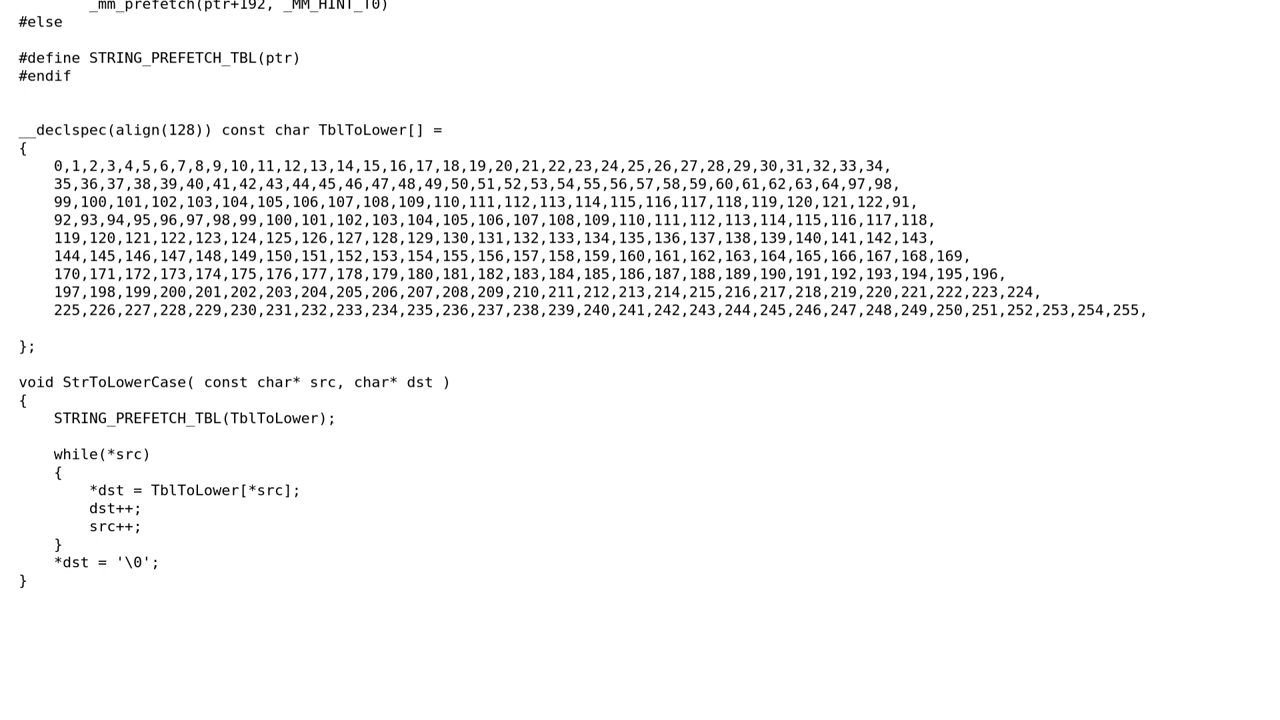 _mm_prefetch(ptr+192, _MM_HINT_T0)
#else
#define STRING_PREFETCH_TBL(ptr)
#endif
__declspec(align(128)) const char TblToLower[] =
{
0,1,2,3,4,5,6,7,8,9,10,11,12,13,14,15,16,17,18,19,20,21,22,23,24,25,26,27,28,29,30,31,32,33,34,
35,36,37,38,39,40,41,42,43,44,45,46,47,48,49,50,51,52,53,54,55,56,57,58,59,60,61,62,63,64,97,98,
99,100,101,102,103,104,105,106,107,108,109,110,111,112,113,114,115,116,117,118,119,120,121,122,91,
92,93,94,95,96,97,98,99,100,101,102,103,104,105,106,107,108,109,110,111,112,113,114,115,116,117,118,
119,120,121,122,123,124,125,126,127,128,129,130,131,132,133,134,135,136,137,138,139,140,141,142,143,
144,145,146,147,148,149,150,151,152,153,154,155,156,157,158,159,160,161,162,163,164,165,166,167,168,169,
170,171,172,173,174,175,176,177,178,179,180,181,182,183,184,185,186,187,188,189,190,191,192,193,194,195,196,
197,198,199,200,201,202,203,204,205,206,207,208,209,210,211,212,213,214,215,216,217,218,219,220,221,222,223,224,
225,226,227,228,229,230,231,232,233,234,235,236,237,238,239,240,241,242,243,244,245,246,247,248,249,250,251,252,253,254,255,
};
void StrToLowerCase( const char* src, char* dst )
{
STRING_PREFETCH_TBL(TblToLower);
while(*src)
{
*dst = TblToLower[*src];
dst++;
src++;
}
*dst = '\0';
}